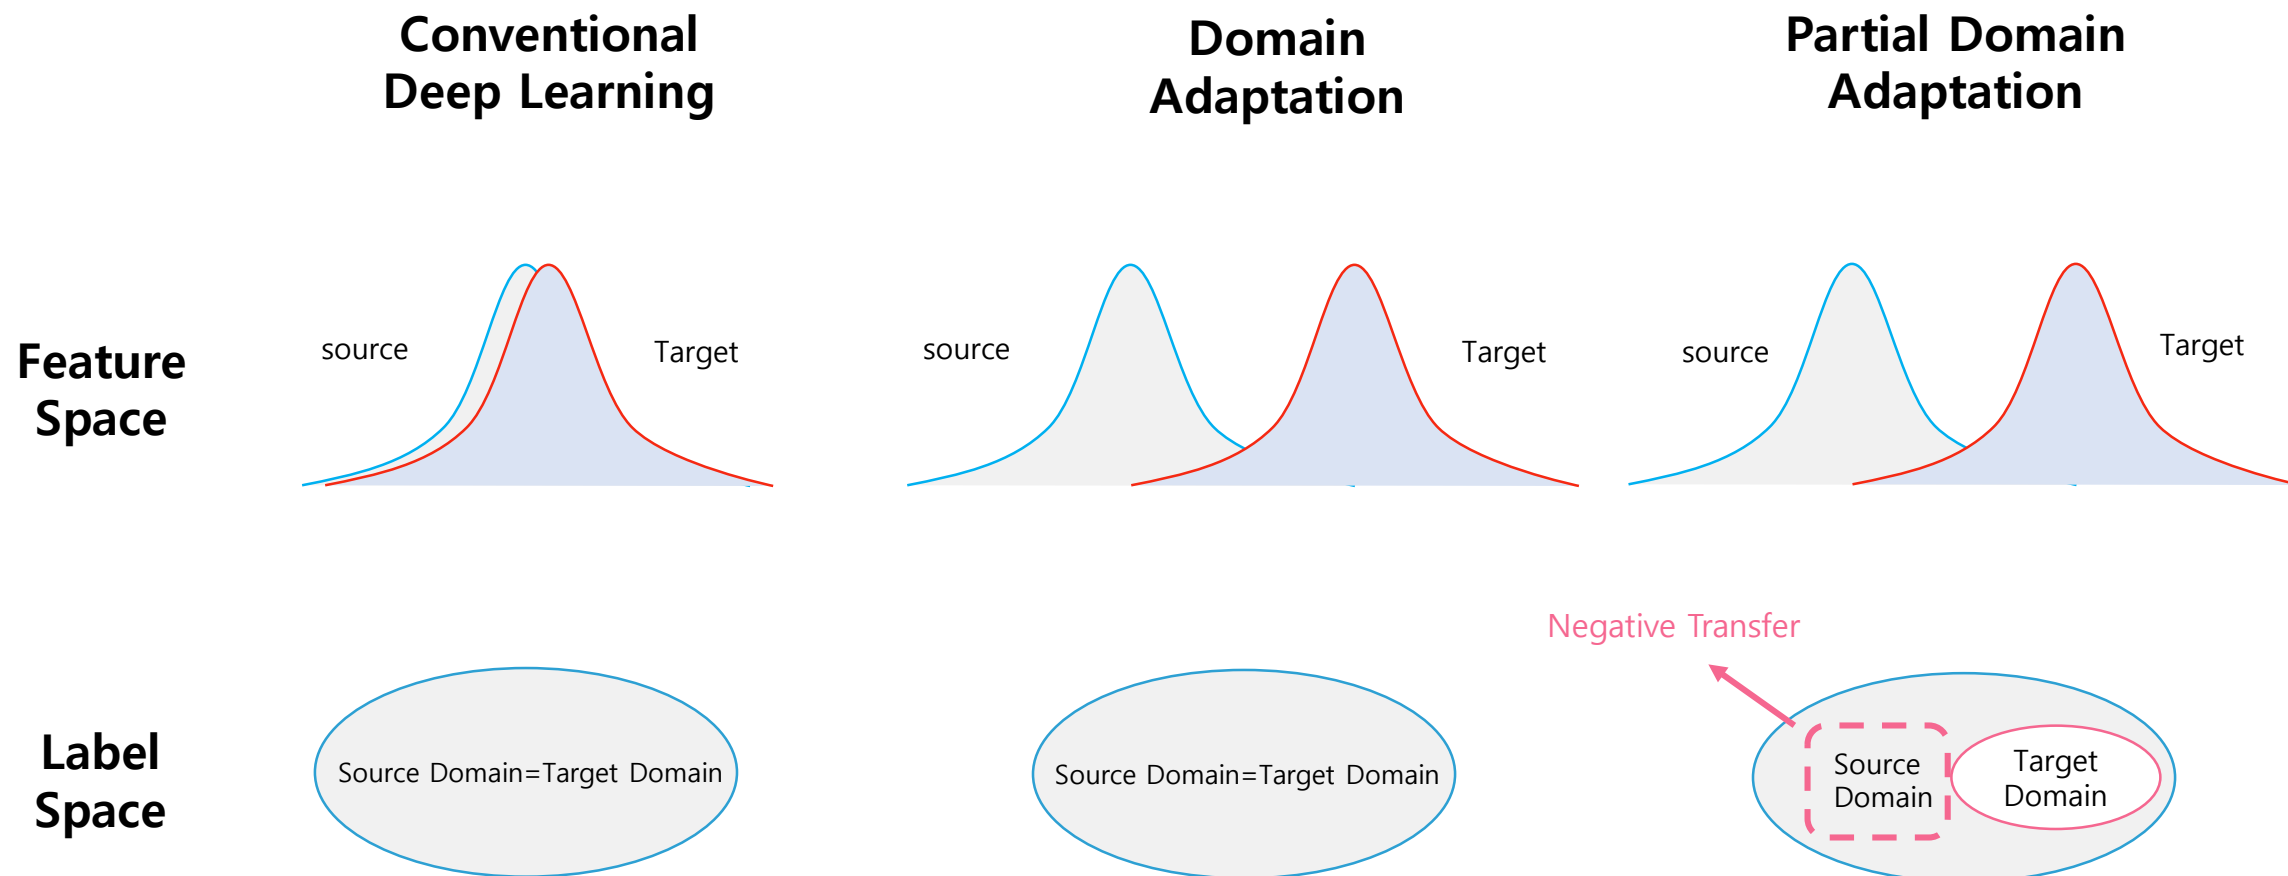 Conventional
Deep Learning
Domain
Adaptation
Partial Domain
Adaptation
Feature
Space
source
Target
source
Target
source
Target
Negative Transfer
Label
Space
Source Domain=Target Domain
Source Domain=Target Domain
Source
Domain
Target
Domain